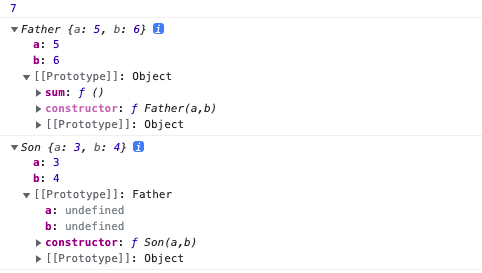 7
Father {a: 5, b: 6} i
a: 5
b: 6
[[Prototype]]: Object
sum: ƒ ()
constructor: ƒ Father(a,b)
[[Prototype]]: Object
Son {a: 3, b: 4} i
a: 3
b: 4
[[Prototype]]: Father
a: undefined
b: undefined
constructor: ƒ Son(a,b)
[[Prototype]]: Object